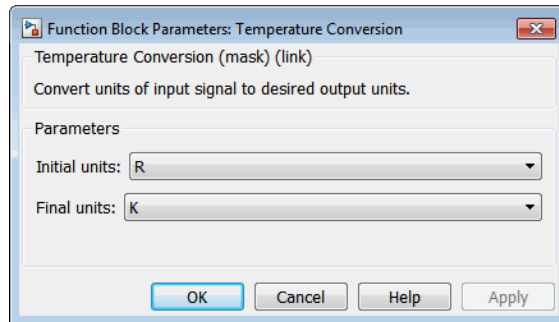 Function Block Parameters: Temperature Conversion
Temperature Conversion (mask) (link)
Convert units of input signal to desired output units.
Parameters
Initial units: R
Final units: K
OK Cancel Help Apply